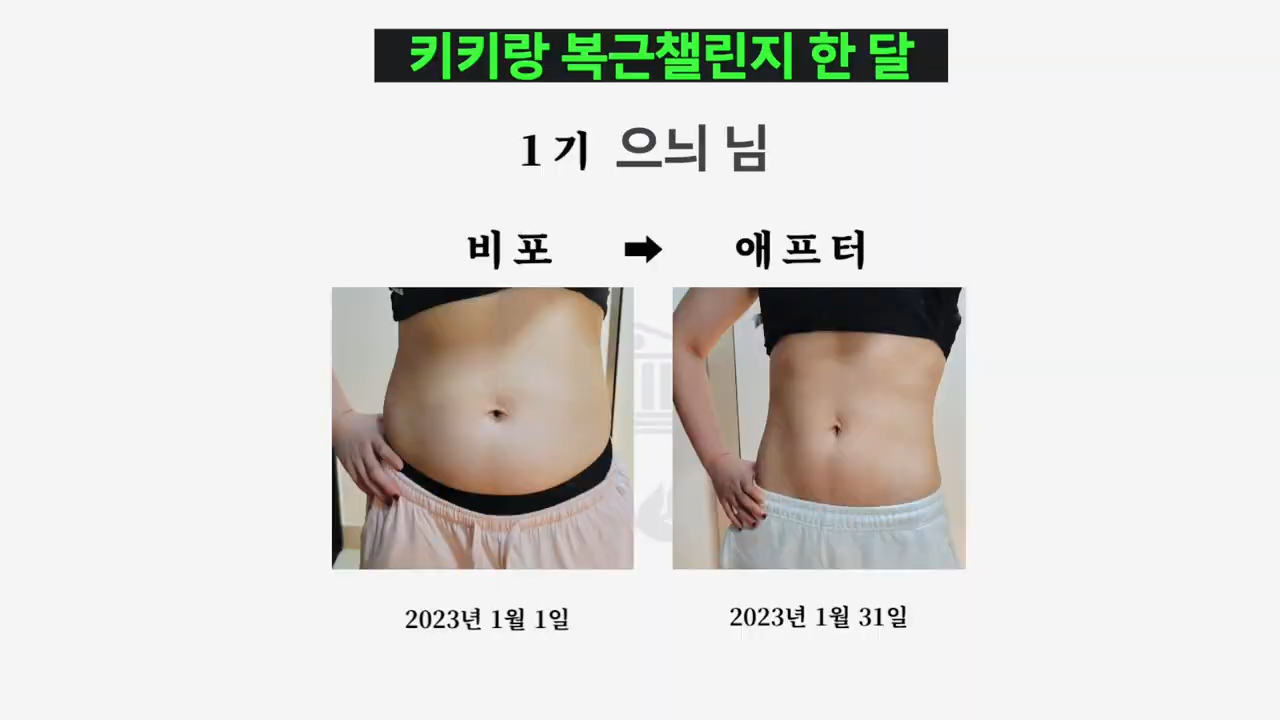 키키랑 복근챌린지 한 달
1기 으늬 님
비포 ➡ 애프터
2023년 1월 1일
2023년 1월 31일